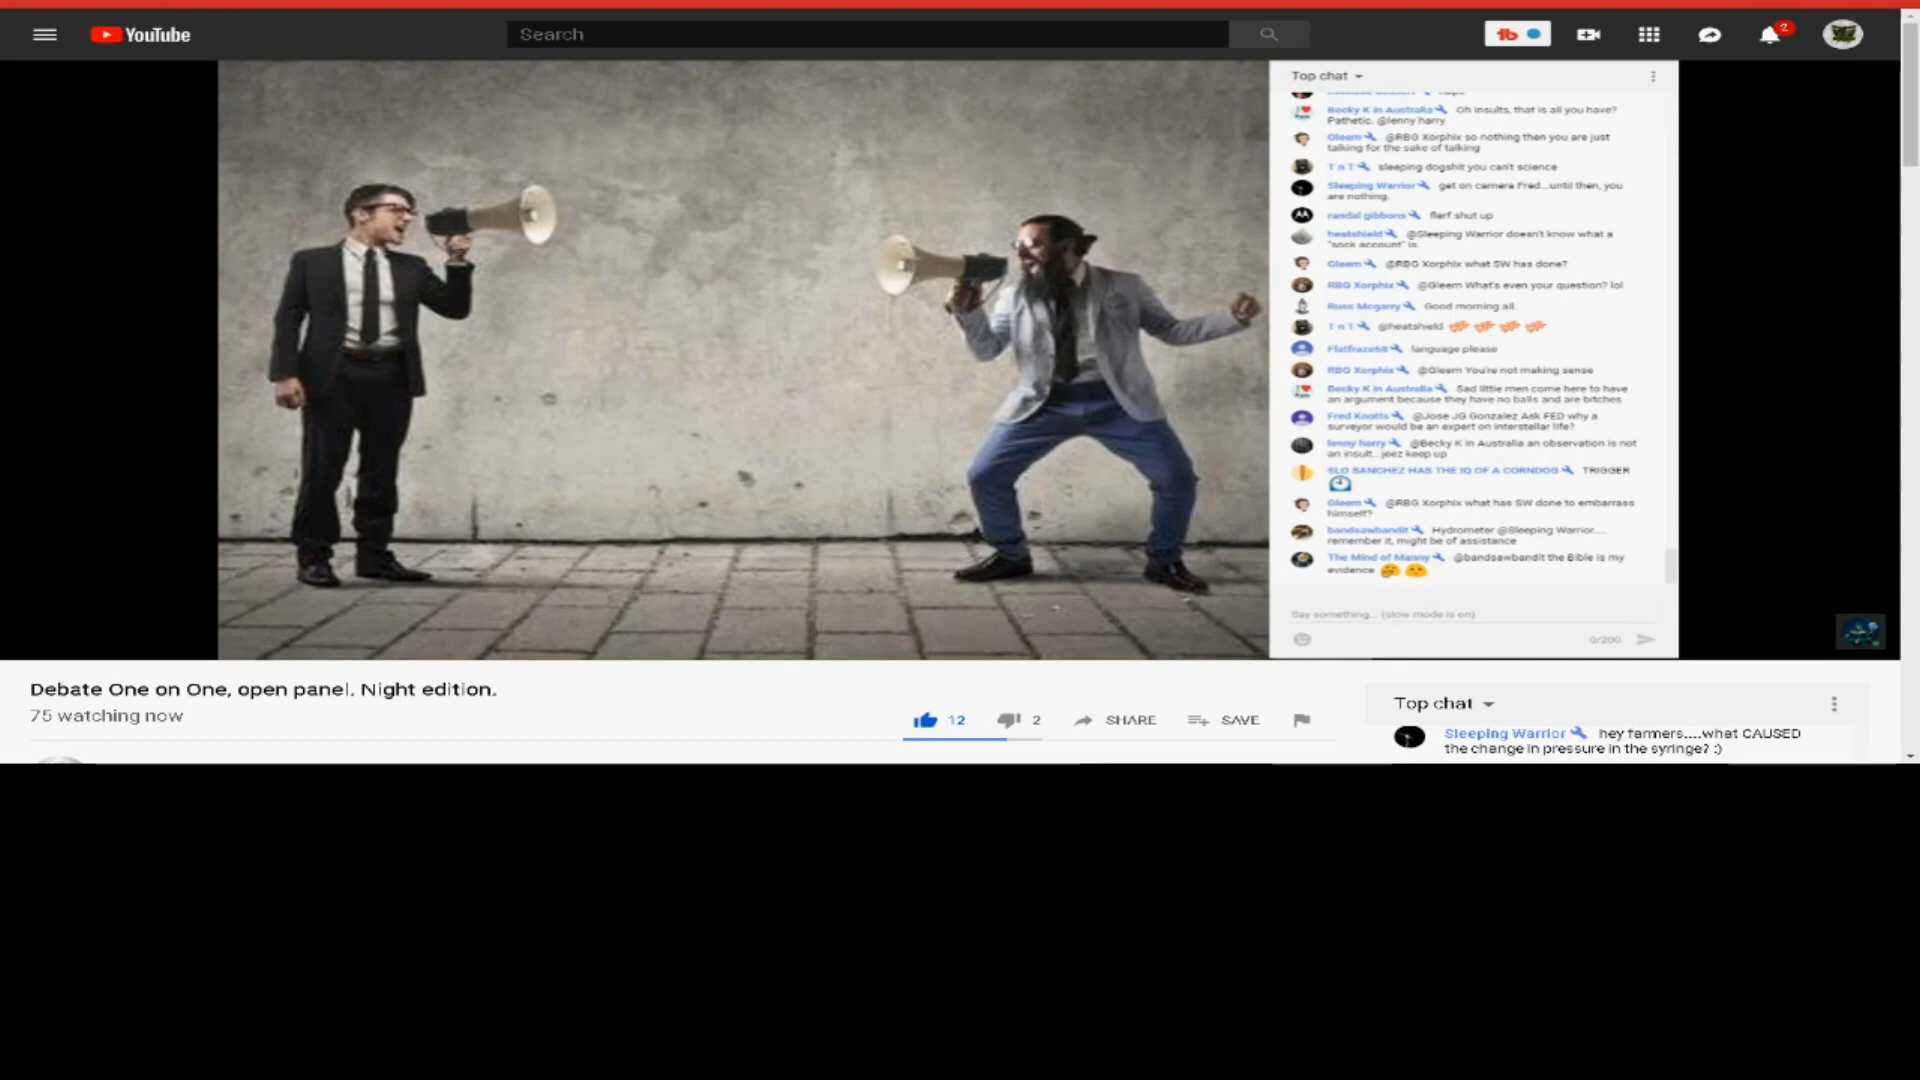 YouTube
Search
2
Top chat
Becky K in Australia Oh insults, that is all you have?
Pathetic. @lenny harry
Gleem @RBG Xorphix so nothing then you are just
talking for the sake of talking
T n T sleeping dogshit you can't science
Sleeping Warrior get on camera Fred...until then, you
are nothing.
randal gibbons flerf shut up
heatshield @Sleeping Warrior doesn't know what a
"sock account" is.
Gleem @RBG Xorphix what SW has done?
RBG Xorphix @Gleem What's even your question? lol
Russ Mcgarry Good morning all.
T n T @heatshield
Flatfraze68 language please
RBG Xorphix @Gleem You're not making sense
Becky K in Australia Sad little men come here to have
an argument because they have no balls and are bitches
Fred Knotts @Jose JG Gonzalez Ask FED why a
surveyor would be an expert on interstellar life?
lenny harry @Becky K in Australia an observation is not
an insult...jeez keep up
SLO SANCHEZ HAS THE IQ OF A CORNDOG TRIGGER
Gleem @RBG Xorphix what has SW done to embarrass
himself?
bandsawbandit Hydrometer @Sleeping Warrior....
remember it, might be of assistance
The Mind of Manny @bandsawbandit the Bible is my
evidence
Say something... (slow mode is on)
0/200
Debate One on One, open panel. Night edition.
75 watching now
12 2 SHARE SAVE
Top chat
Sleeping Warrior hey farmers....what CAUSED
the change in pressure in the syringe? :)